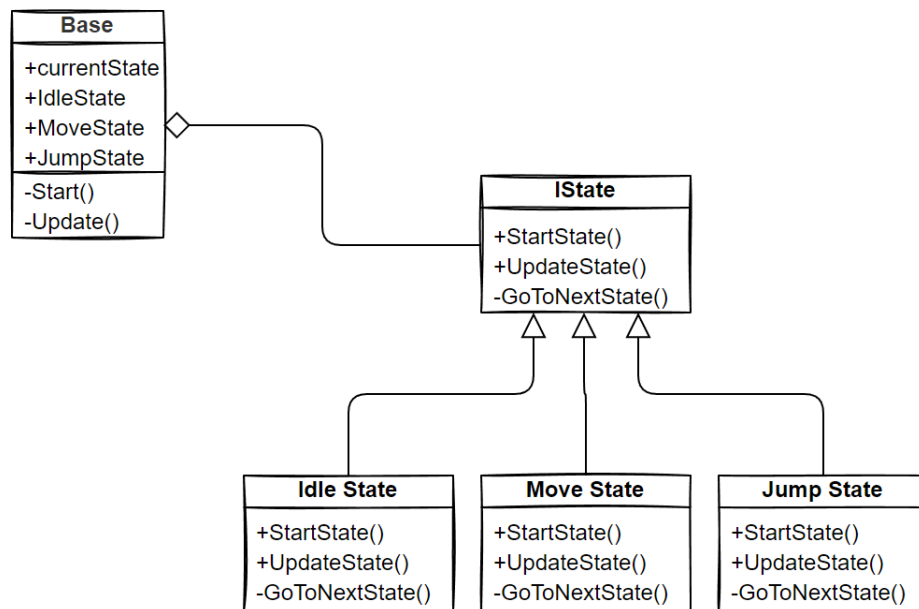 Base
+currentState
+IdleState
+MoveState
+JumpState
-Start()
-Update()
IState
+StartState()
+UpdateState()
-GoToNextState()
Idle State
+StartState()
+UpdateState()
-GoToNextState()
Move State
+StartState()
+UpdateState()
-GoToNextState()
Jump State
+StartState()
+UpdateState()
-GoToNextState()